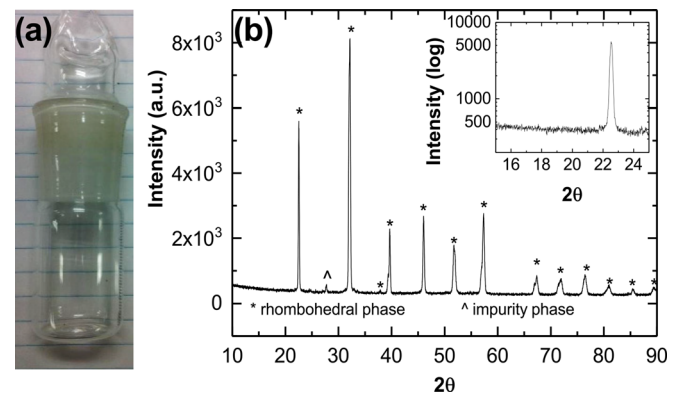 (a)
(b)
Intensity (a.u.)
8x10³
6x10³
4x10³
2x10³
0
* * ^ * * * * * * * * * * * *
* rhombohedral phase
^ impurity phase
10 20 30 40 50 60 70 80 90
2θ
Intensity (log)
10000
5000
1000
500
16 18 20 22 24
2θ